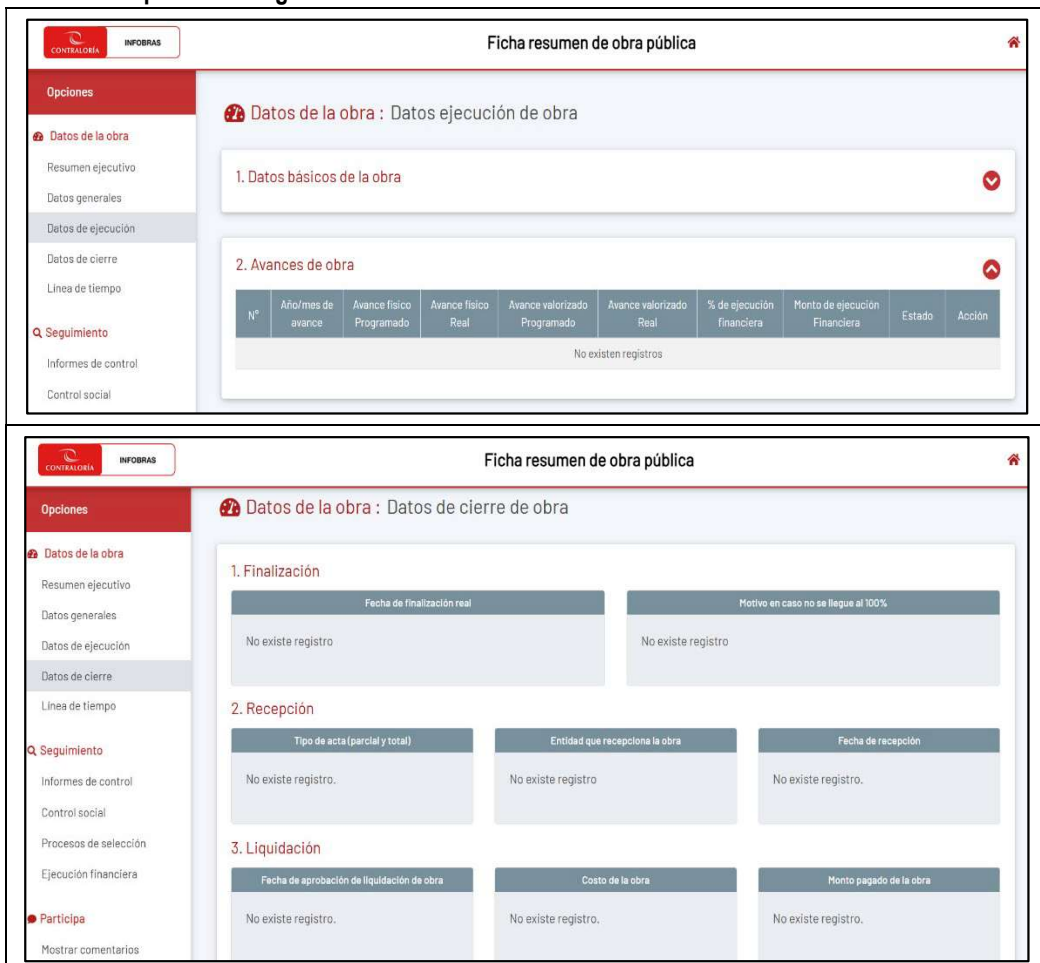 CONTRALORÍA INFOBRAS
Ficha resumen de obra pública
Opciones
Datos de la obra
Resumen ejecutivo
Datos generales
Datos de ejecución
Datos de cierre
Línea de tiempo
Seguimiento
Informes de control
Control social
Datos de la obra : Datos ejecución de obra
1. Datos básicos de la obra
2. Avances de obra
N° Año/mes de avance Avance físico Programado Avance físico Real Avance valorizado Programado Avance valorizado Real % de ejecución financiera Monto de ejecución Financiera Estado Acción
No existen registros
CONTRALORÍA INFOBRAS
Ficha resumen de obra pública
Opciones
Datos de la obra
Resumen ejecutivo
Datos generales
Datos de ejecución
Datos de cierre
Línea de tiempo
Seguimiento
Informes de control
Control social
Procesos de selección
Ejecución financiera
Participa
Mostrar comentarios
Datos de la obra : Datos de cierre de obra
1. Finalización
Fecha de finalización real Motivo en caso no se llegue al 100%
No existe registro No existe registro
2. Recepción
Tipo de acta (parcial y total) Entidad que recepciona la obra Fecha de recepción
No existe registro. No existe registro No existe registro.
3. Liquidación
Fecha de aprobación de liquidación de obra Costo de la obra Monto pagado de la obra
No existe registro. No existe registro. No existe registro.